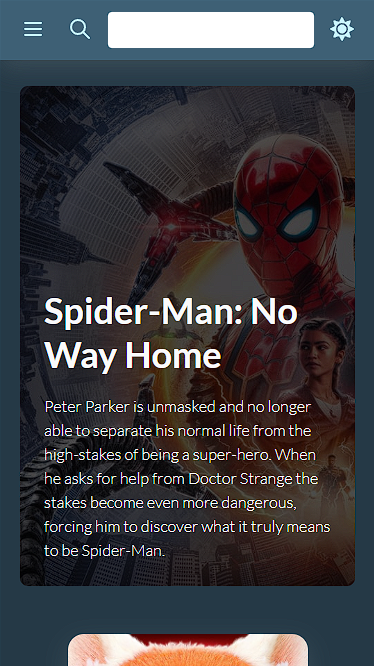 Spider-Man: No
Way Home
Peter Parker is unmasked and no longer
able to separate his normal life from the
high-stakes of being a super-hero. When
he asks for help from Doctor Strange the
stakes become even more dangerous,
forcing him to discover what it truly means
to be Spider-Man.